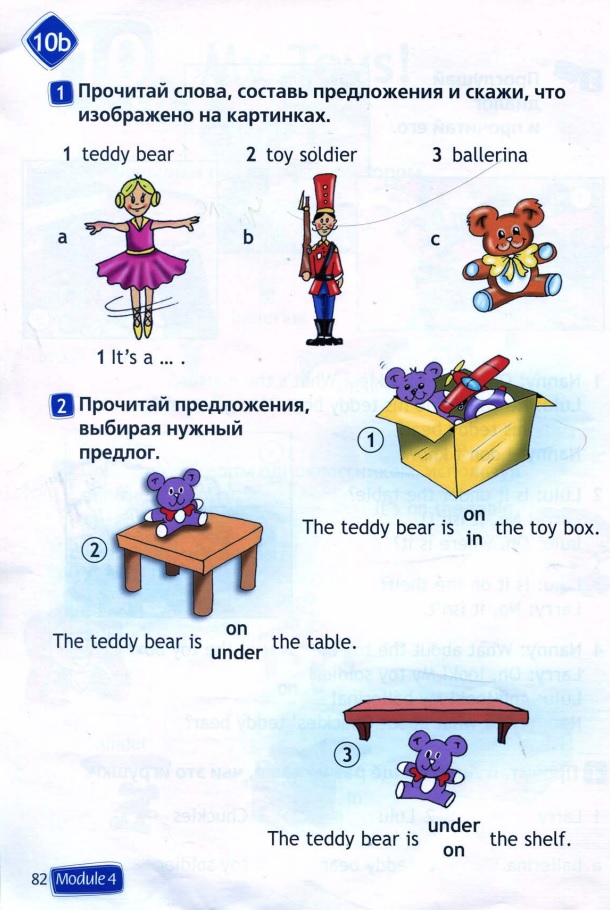 10b
1 Прочитай слова, составь предложения и скажи, что
изображено на картинках.
1 teddy bear 2 toy soldier 3 ballerina
a b c
1 It's a ... .
2 Прочитай предложения,
выбирая нужный
предлог.
1
The teddy bear is on
in the toy box.
2
The teddy bear is on
under the table.
3
The teddy bear is under
on the shelf.
82 Module 4